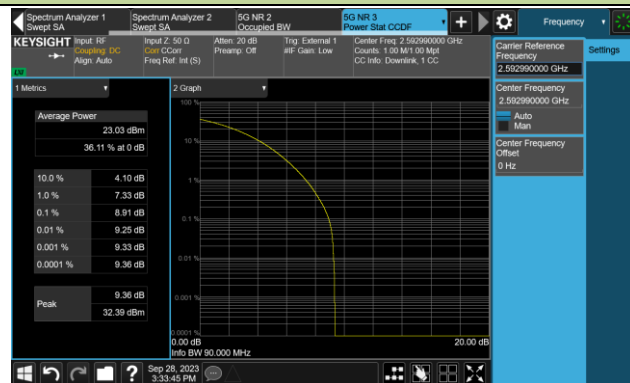 Spectrum Analyzer 1
Swept SA
Spectrum Analyzer 2
Swept SA
5G NR 2
Occupied BW
5G NR 3
Power Stat CCDF
Frequency
KEYSIGHT
Input: RF
Coupling: DC
Align: Auto
Input Z: 50 Ω
Corr CCorr
Freq Ref: Int (S)
Atten: 20 dB
Preamp: Off
Trig: External 1
#IF Gain: Low
Center Freq: 2.592990000 GHz
Counts: 1.00 M/1.00 Mpt
CC Info: Downlink, 1 CC
Carrier Reference
Frequency
2.592990000 GHz
Settings
Center Frequency
2.592990000 GHz
Auto
Man
Center Frequency
Offset
0 Hz
1 Metrics
Average Power
23.03 dBm
36.11 % at 0 dB
10.0 % 4.10 dB
1.0 % 7.33 dB
0.1 % 8.91 dB
0.01 % 9.25 dB
0.001 % 9.33 dB
0.0001 % 9.36 dB
Peak
9.36 dB
32.39 dBm
2 Graph
100 %
10 %
1 %
0.1 %
0.01 %
0.001 %
0.0001 %
0.00 dB
20.00 dB
Info BW 90.000 MHz
Sep 28, 2023
3:33:45 PM